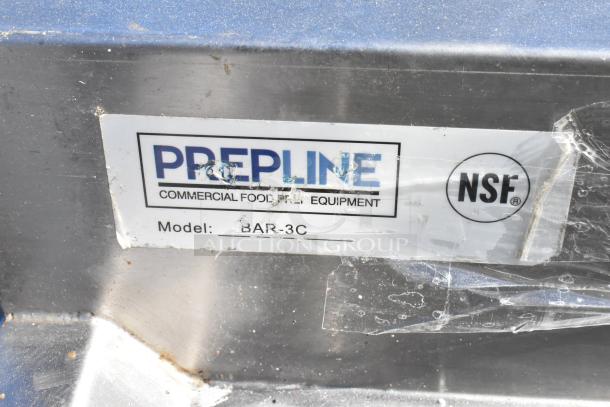 PREPLINE
COMMERCIAL FOOD PREP EQUIPMENT
NSF®
Model: BAR-3C
AUCTION GROUP